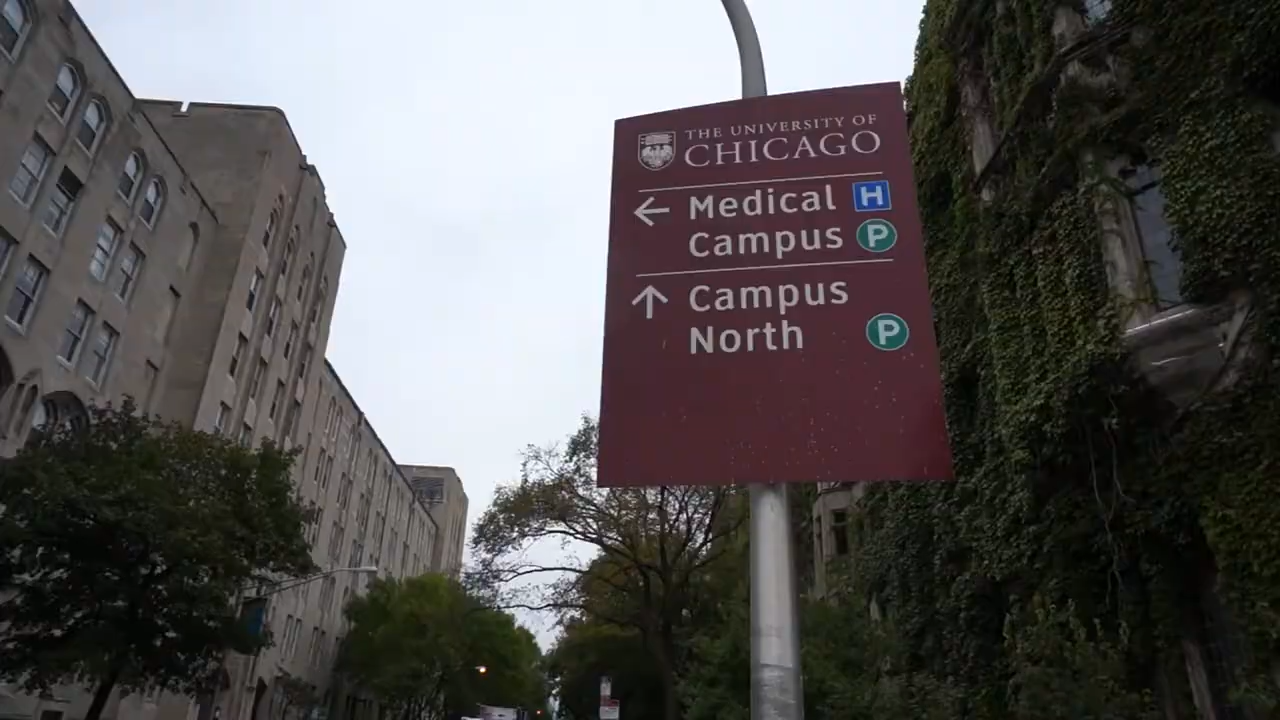 THE UNIVERSITY OF
CHICAGO
← Medical H
Campus P
↑ Campus
North P